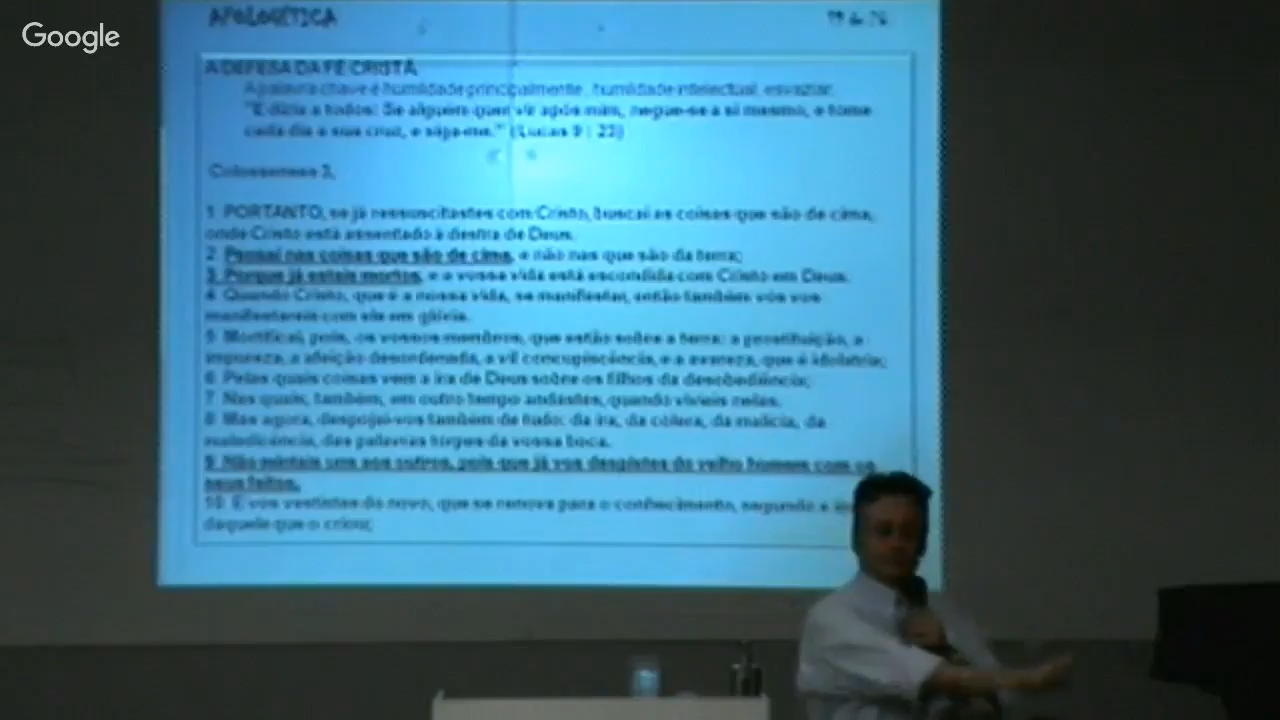 Google
APOLOGÉTICA
A DEFESA DA FÉ CRISTÃ
A palavra chave é humildade principalmente, humildade intelectual, esvaziar.
"E dizia a todos: Se alguém quer vir após mim, negue-se a si mesmo, e tome
cada dia a sua cruz, e siga-me." (Lucas 9 : 23)
Colossenses 3,
1 PORTANTO, se já ressuscitastes com Cristo, buscai as coisas que são de cima,
onde Cristo está assentado à destra de Deus.
2 Pensai nas coisas que são de cima, e não nas que são da terra;
3 Porque já estais mortos, e a vossa vida está escondida com Cristo em Deus.
4 Quando Cristo, que é a nossa vida, se manifestar, então também vós vos
manifestareis com ele em glória.
5 Mortificai, pois, os vossos membros, que estão sobre a terra: a prostituição, a
impureza, a afeição desordenada, a vil concupiscência, e a avareza, que é idolatria;
6 Pelas quais coisas vem a ira de Deus sobre os filhos da desobediência;
7 Nas quais, também, em outro tempo andastes, quando vivíeis nelas.
8 Mas agora, despojai-vos também de tudo: da ira, da cólera, da malícia, da
maledicência, das palavras torpes da vossa boca.
9 Não mintais uns aos outros, pois que já vos despistes do velho homem com os
seus feitos,
10 E vos vestistes do novo, que se renova para o conhecimento, segundo a
daquele que o criou;